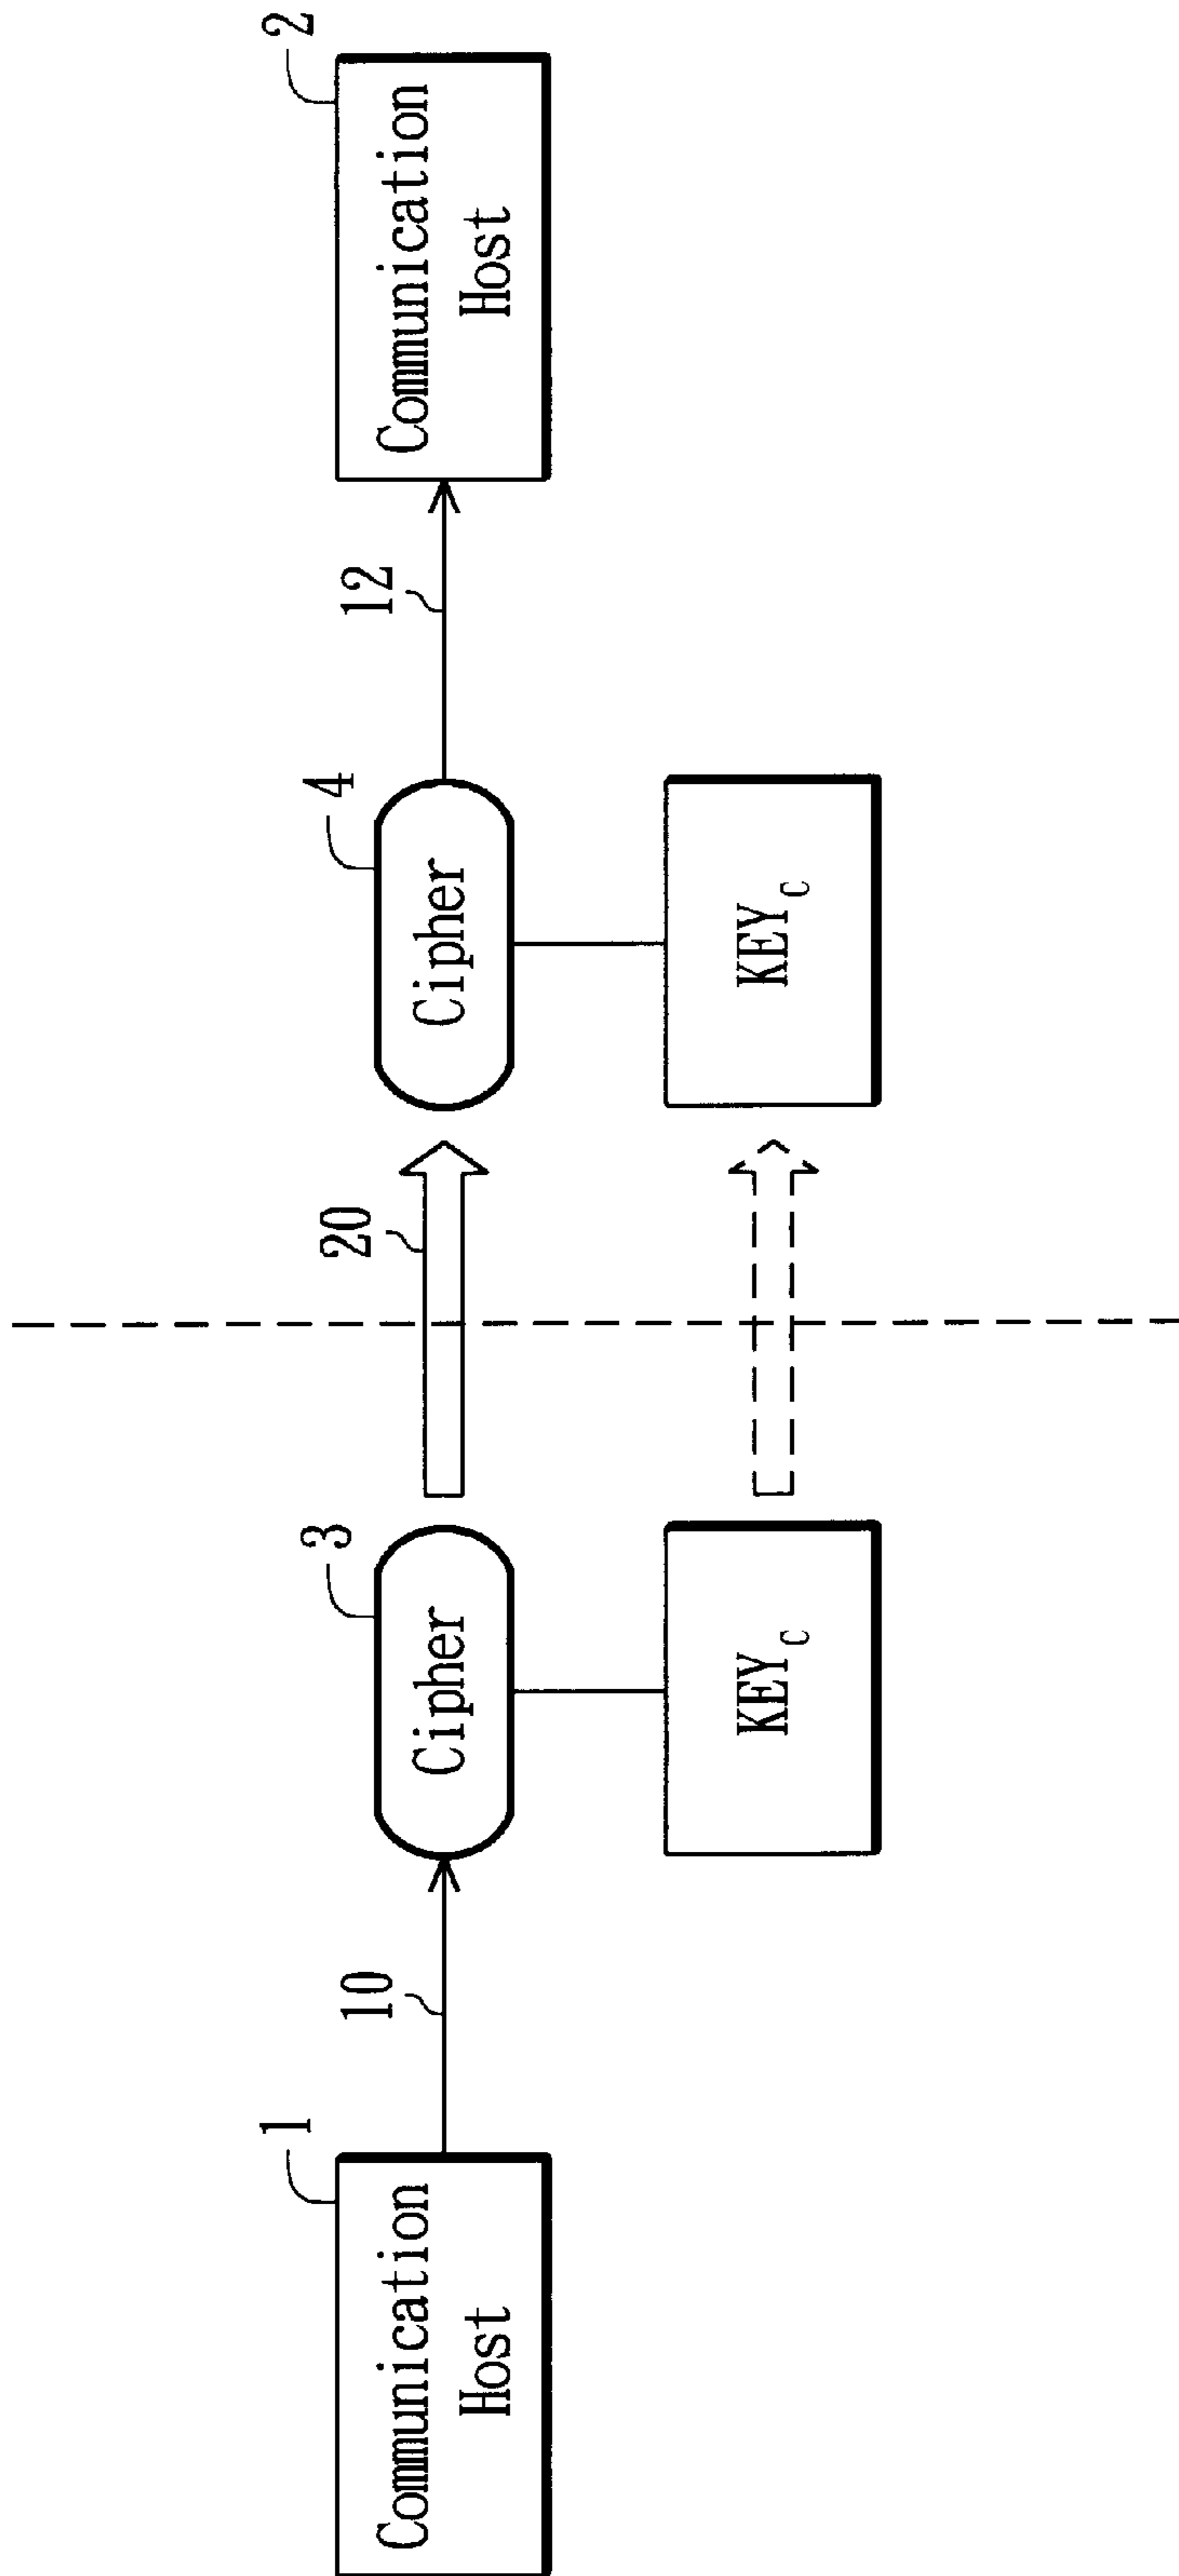 1
Communication
Host
10
3
Cipher
KEYc
20
4
Cipher
KEYc
12
2
Communication
Host